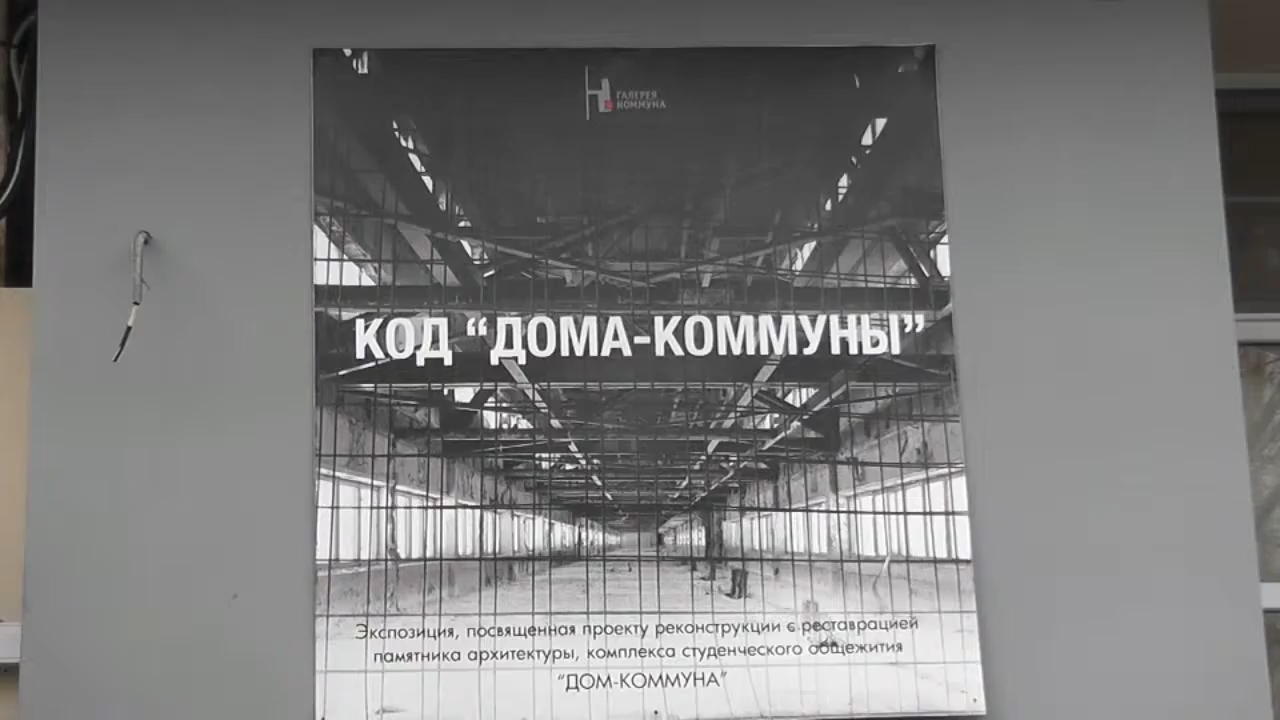 ГАЛЕРЕЯ
КОММУНА
КОД “ДОМА-КОММУНЫ”
Экспозиция, посвященная проекту реконструкции с реставрацией
памятника архитектуры, комплекса студенческого общежития
“ДОМ-КОММУНА”